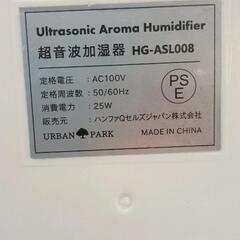 Ultrasonic Aroma Humidifier
超音波加湿器 HG-ASL008
定格電圧：AC100V
定格周波数：50/60Hz
消費電力：25W
販売元：ハンファQセルズジャパン株式会社
PS
E
URBAN PARK MADE IN CHINA